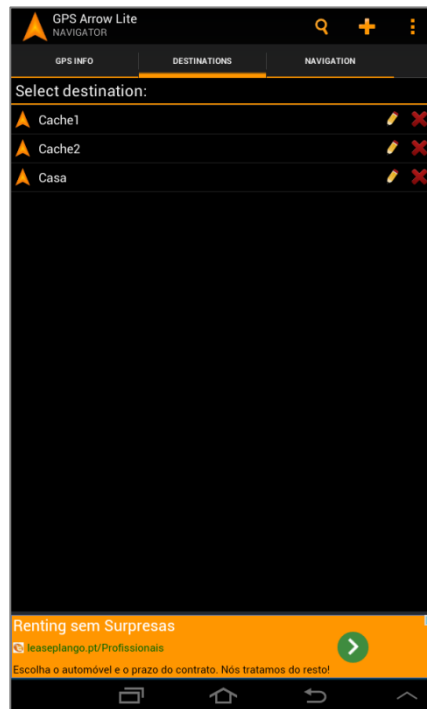 GPS Arrow Lite
NAVIGATOR
GPS INFO DESTINATIONS NAVIGATION
Select destination:
Cache1
Cache2
Casa
Renting sem Surpresas
leaseplango.pt/Profissionais
Escolha o automóvel e o prazo do contrato. Nós tratamos do resto!